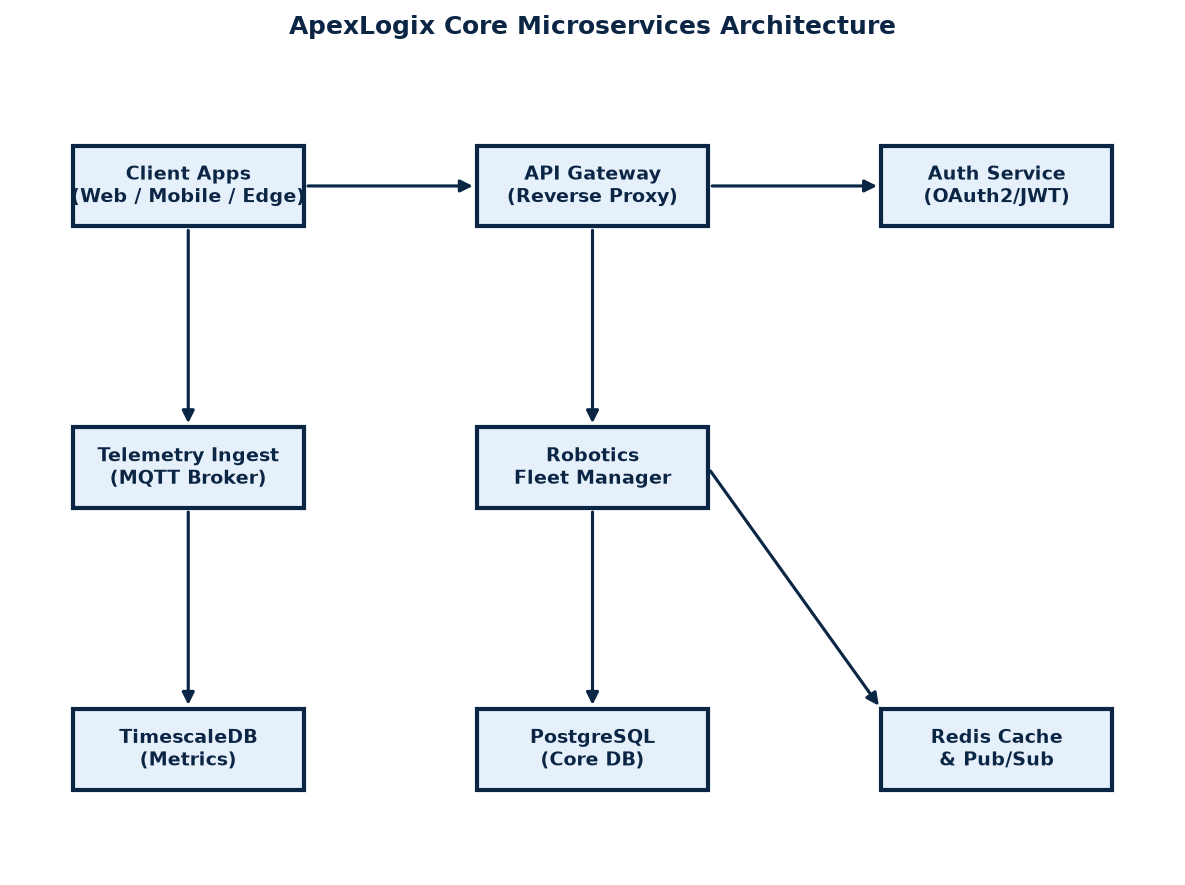 ApexLogix Core Microservices Architecture
Client Apps
(Web / Mobile / Edge)
API Gateway
(Reverse Proxy)
Auth Service
(OAuth2/JWT)
Telemetry Ingest
(MQTT Broker)
Robotics
Fleet Manager
TimescaleDB
(Metrics)
PostgreSQL
(Core DB)
Redis Cache
& Pub/Sub